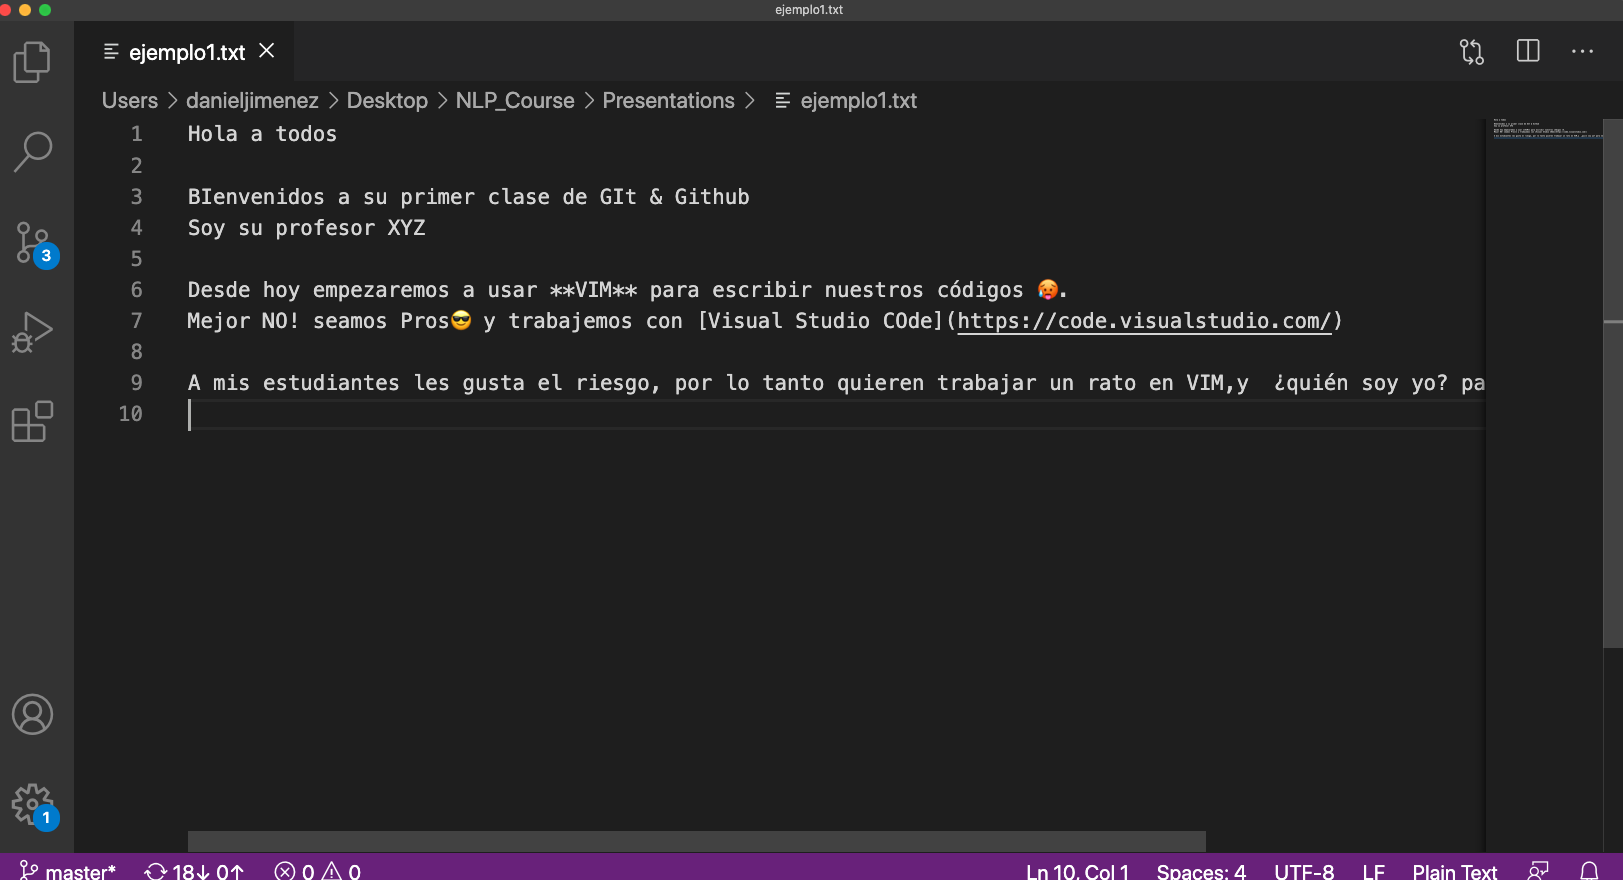 ejemplo1.txt
ejemplo1.txt
Users > danieljimenez > Desktop > NLP_Course > Presentations > ejemplo1.txt
1 Hola a todos
2
3 BIenvenidos a su primer clase de GIt & Github
4 Soy su profesor XYZ
5
6 Desde hoy empezaremos a usar **VIM** para escribir nuestros códigos 🥵.
7 Mejor NO! seamos Pros😎 y trabajemos con [Visual Studio COde](https://code.visualstudio.com/)
8
9 A mis estudiantes les gusta el riesgo, por lo tanto quieren trabajar un rato en VIM,y  ¿quién soy yo? pa
10
3
1
master* 18↓ 0↑ 0 0 Ln 10, Col 1 Spaces: 4 UTF-8 LF Plain Text